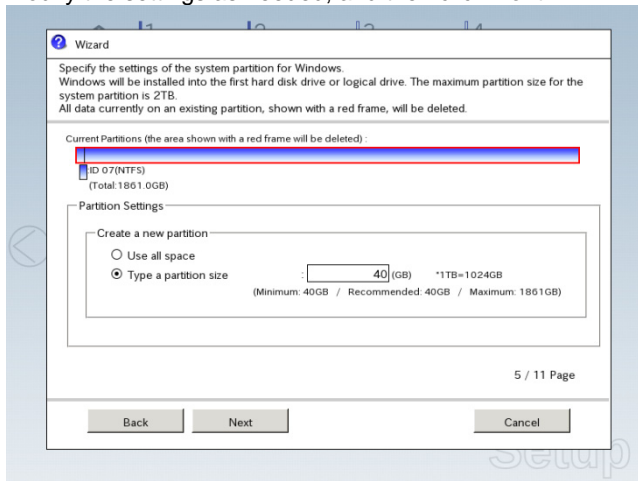 Wizard
Specify the settings of the system partition for Windows.
Windows will be installed into the first hard disk drive or logical drive. The maximum partition size for the
system partition is 2TB.
All data currently on an existing partition, shown with a red frame, will be deleted.
Current Partitions (the area shown with a red frame will be deleted) :
ID 07(NTFS)
(Total:1861.0GB)
Partition Settings
Create a new partition
Use all space
Type a partition size : 40 (GB) *1TB=1024GB
(Minimum: 40GB / Recommended: 40GB / Maximum: 1861GB)
5 / 11 Page
Back Next Cancel
Setup